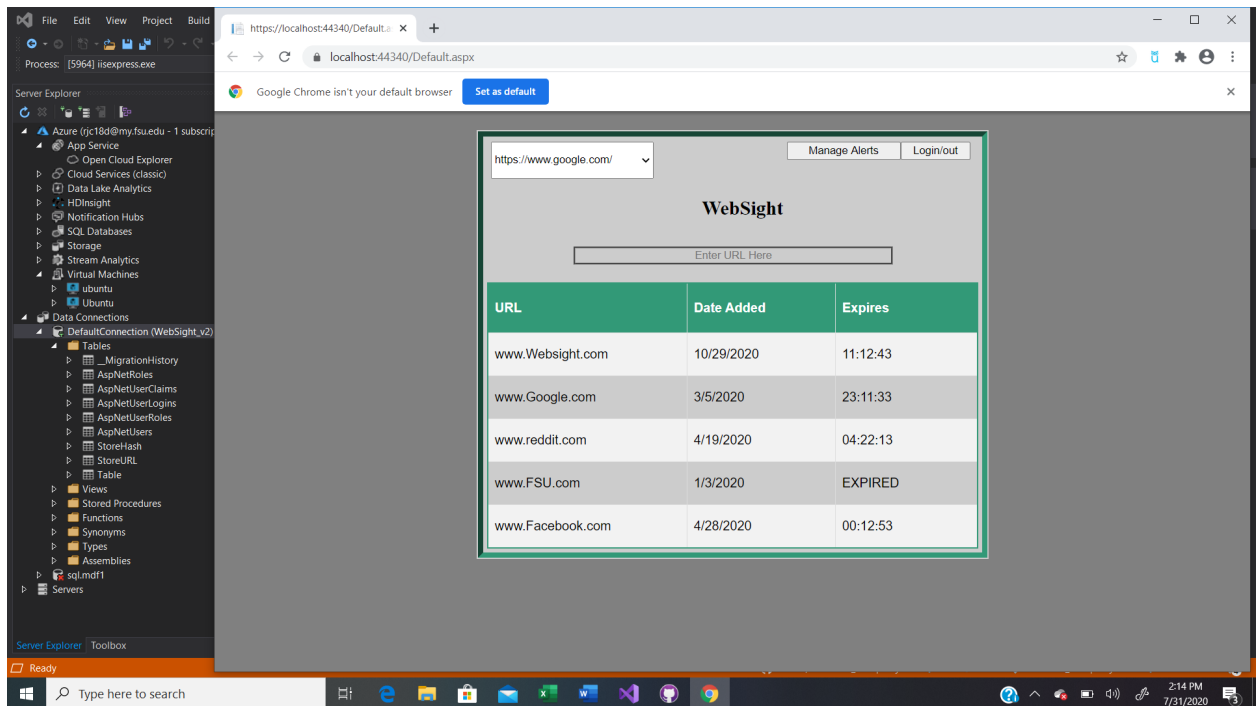 File Edit View Project Build
Process: [5964] iisexpress.exe
Server Explorer
Azure (rjc18d@my.fsu.edu - 1 subscrip
App Service
Open Cloud Explorer
Cloud Services (classic)
Data Lake Analytics
HDInsight
Notification Hubs
SQL Databases
Storage
Stream Analytics
Virtual Machines
ubuntu
Ubuntu
Data Connections
DefaultConnection (WebSight_v2)
Tables
__MigrationHistory
AspNetRoles
AspNetUserClaims
AspNetUserLogins
AspNetUserRoles
AspNetUsers
StoreHash
StoreURL
Table
Views
Stored Procedures
Functions
Synonyms
Types
Assemblies
sql.mdf1
Servers
Server Explorer Toolbox
Ready
https://localhost:44340/Default.a
localhost:44340/Default.aspx
Google Chrome isn't your default browser Set as default
https://www.google.com/ Manage Alerts Login/out
WebSight
Enter URL Here
URL Date Added Expires
www.Websight.com 10/29/2020 11:12:43
www.Google.com 3/5/2020 23:11:33
www.reddit.com 4/19/2020 04:22:13
www.FSU.com 1/3/2020 EXPIRED
www.Facebook.com 4/28/2020 00:12:53
Type here to search
2:14 PM
7/31/2020
3